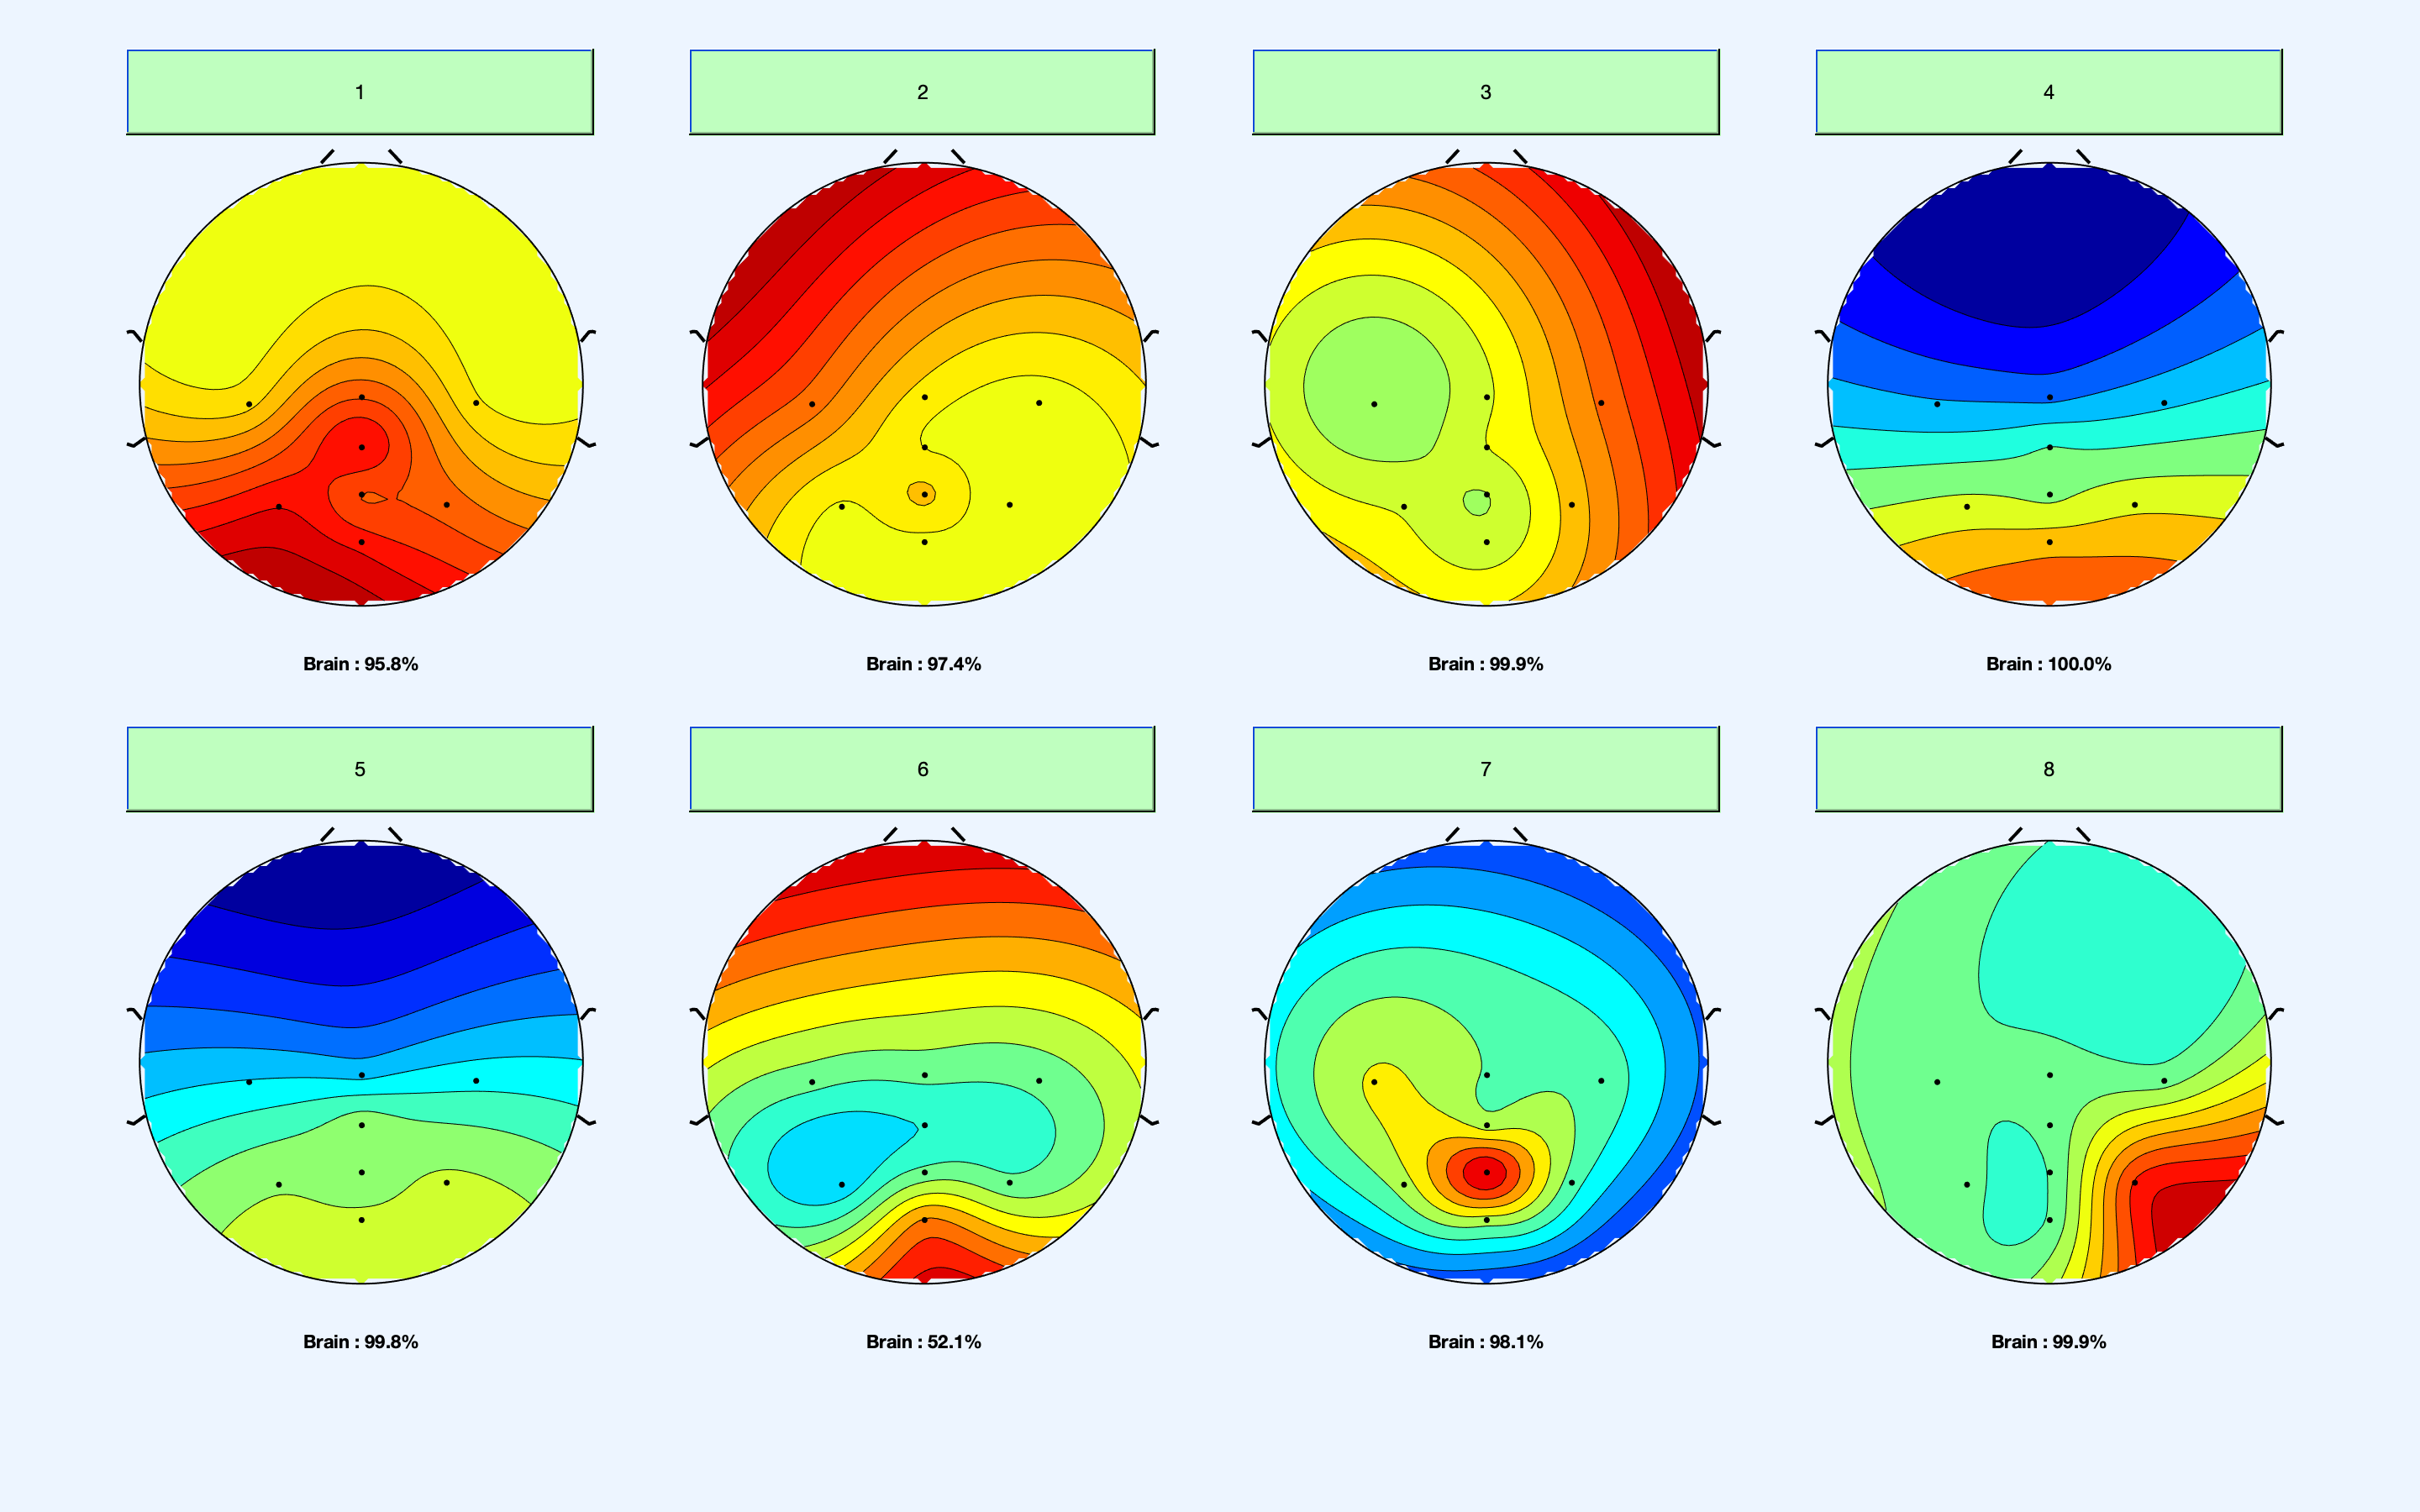 1 2 3 4
Brain : 95.8% Brain : 97.4% Brain : 99.9% Brain : 100.0%
5 6 7 8
Brain : 99.8% Brain : 52.1% Brain : 98.1% Brain : 99.9%